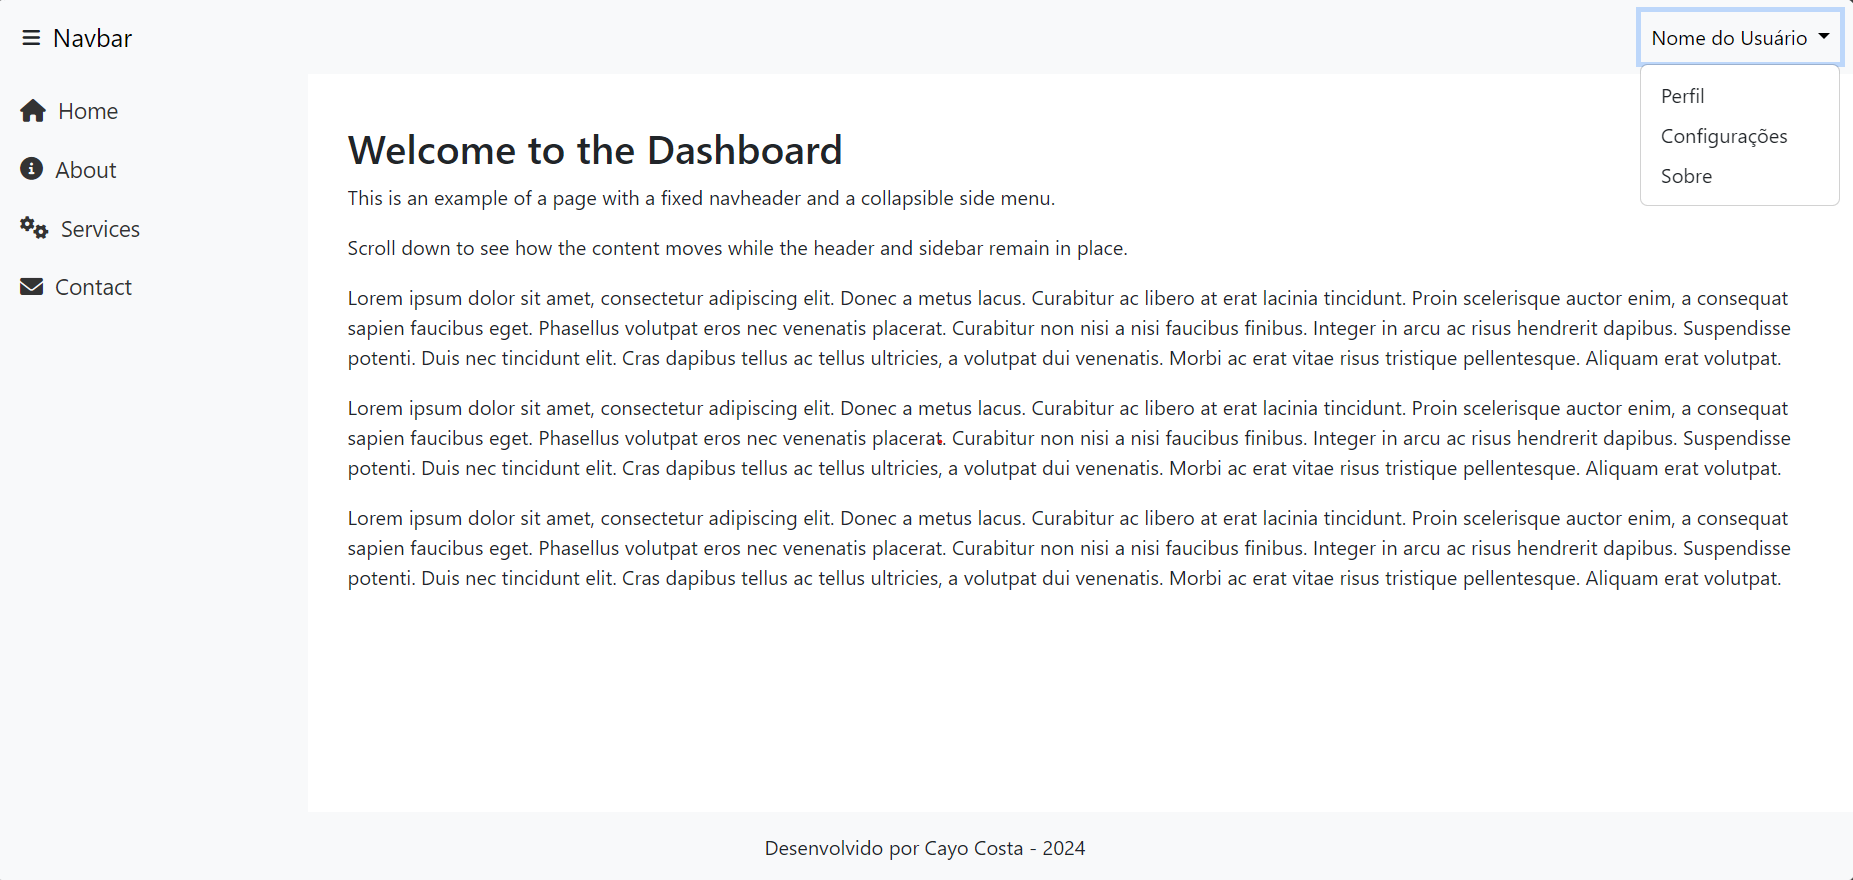 Navbar
Nome do Usuário
Perfil
Configurações
Sobre
Home
About
Services
Contact
Welcome to the Dashboard
This is an example of a page with a fixed navheader and a collapsible side menu.
Scroll down to see how the content moves while the header and sidebar remain in place.
Lorem ipsum dolor sit amet, consectetur adipiscing elit. Donec a metus lacus. Curabitur ac libero at erat lacinia tincidunt. Proin scelerisque auctor enim, a consequat
sapien faucibus eget. Phasellus volutpat eros nec venenatis placerat. Curabitur non nisi a nisi faucibus finibus. Integer in arcu ac risus hendrerit dapibus. Suspendisse
potenti. Duis nec tincidunt elit. Cras dapibus tellus ac tellus ultricies, a volutpat dui venenatis. Morbi ac erat vitae risus tristique pellentesque. Aliquam erat volutpat.
Lorem ipsum dolor sit amet, consectetur adipiscing elit. Donec a metus lacus. Curabitur ac libero at erat lacinia tincidunt. Proin scelerisque auctor enim, a consequat
sapien faucibus eget. Phasellus volutpat eros nec venenatis placerat. Curabitur non nisi a nisi faucibus finibus. Integer in arcu ac risus hendrerit dapibus. Suspendisse
potenti. Duis nec tincidunt elit. Cras dapibus tellus ac tellus ultricies, a volutpat dui venenatis. Morbi ac erat vitae risus tristique pellentesque. Aliquam erat volutpat.
Lorem ipsum dolor sit amet, consectetur adipiscing elit. Donec a metus lacus. Curabitur ac libero at erat lacinia tincidunt. Proin scelerisque auctor enim, a consequat
sapien faucibus eget. Phasellus volutpat eros nec venenatis placerat. Curabitur non nisi a nisi faucibus finibus. Integer in arcu ac risus hendrerit dapibus. Suspendisse
potenti. Duis nec tincidunt elit. Cras dapibus tellus ac tellus ultricies, a volutpat dui venenatis. Morbi ac erat vitae risus tristique pellentesque. Aliquam erat volutpat.
Desenvolvido por Cayo Costa - 2024